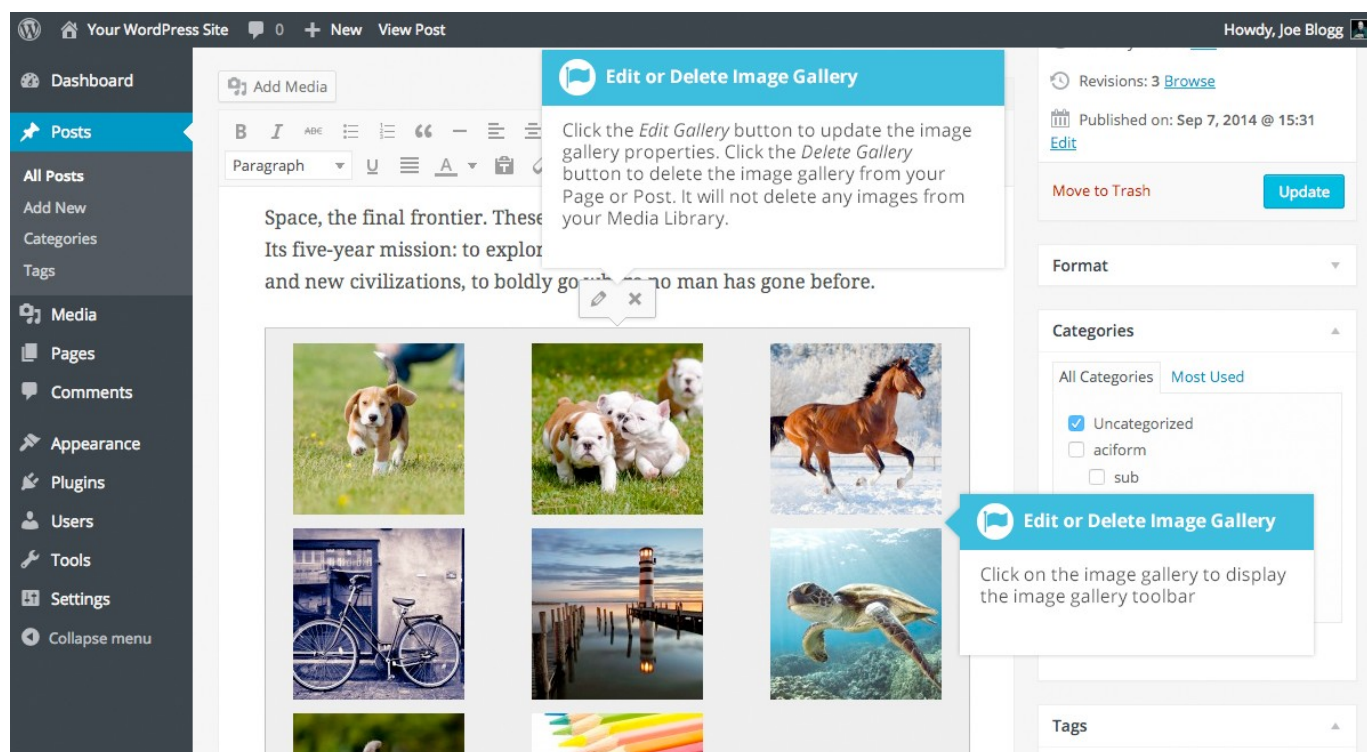 Your WordPress Site 0 + New View Post
Howdy, Joe Blogg
Dashboard
Posts
All Posts
Add New
Categories
Tags
Media
Pages
Comments
Appearance
Plugins
Users
Tools
Settings
Collapse menu
Add Media
B I ABE
Paragraph U A
Space, the final frontier. These
Its five-year mission: to explor
and new civilizations, to boldly go where no man has gone before.
Edit or Delete Image Gallery
Click the Edit Gallery button to update the image
gallery properties. Click the Delete Gallery
button to delete the image gallery from your
Page or Post. It will not delete any images from
your Media Library.
Edit or Delete Image Gallery
Click on the image gallery to display
the image gallery toolbar
Revisions: 3 Browse
Published on: Sep 7, 2014 @ 15:31
Edit
Move to Trash
Update
Format
Categories
All Categories Most Used
Uncategorized
aciform
sub
Tags